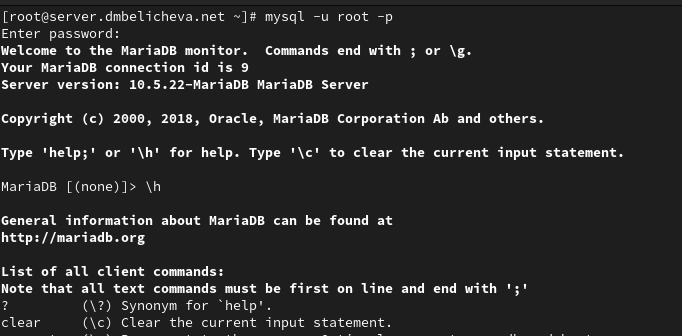 [root@server.dmbelicheva.net ~]# mysql -u root -p
Enter password:
Welcome to the MariaDB monitor.  Commands end with ; or \g.
Your MariaDB connection id is 9
Server version: 10.5.22-MariaDB MariaDB Server
Copyright (c) 2000, 2018, Oracle, MariaDB Corporation Ab and others.
Type 'help;' or '\h' for help. Type '\c' to clear the current input statement.
MariaDB [(none)]> \h
General information about MariaDB can be found at
http://mariadb.org
List of all client commands:
Note that all text commands must be first on line and end with ';'
?         (\?) Synonym for `help'.
clear     (\c) Clear the current input statement.